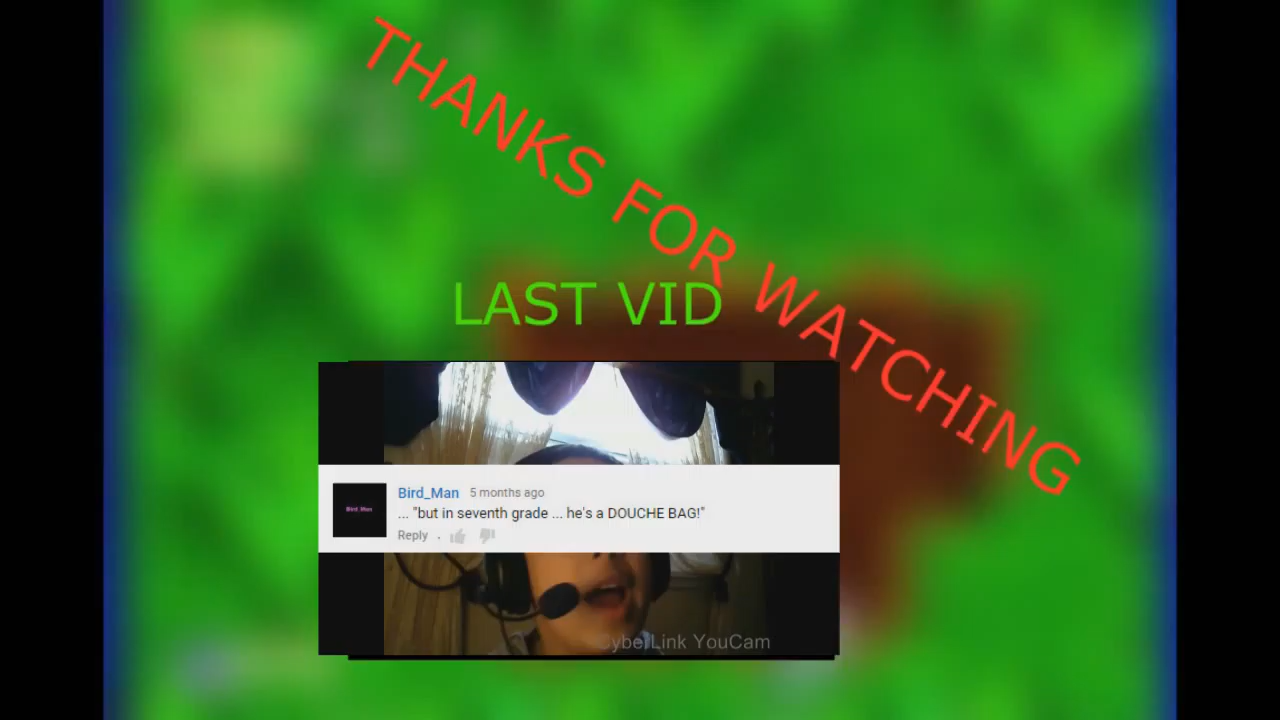 THANKS FOR WATCHING
LAST VID
Bird_Man 5 months ago
... "but in seventh grade ... he's a DOUCHE BAG!"
Reply .
Bird_Man
CyberLink YouCam